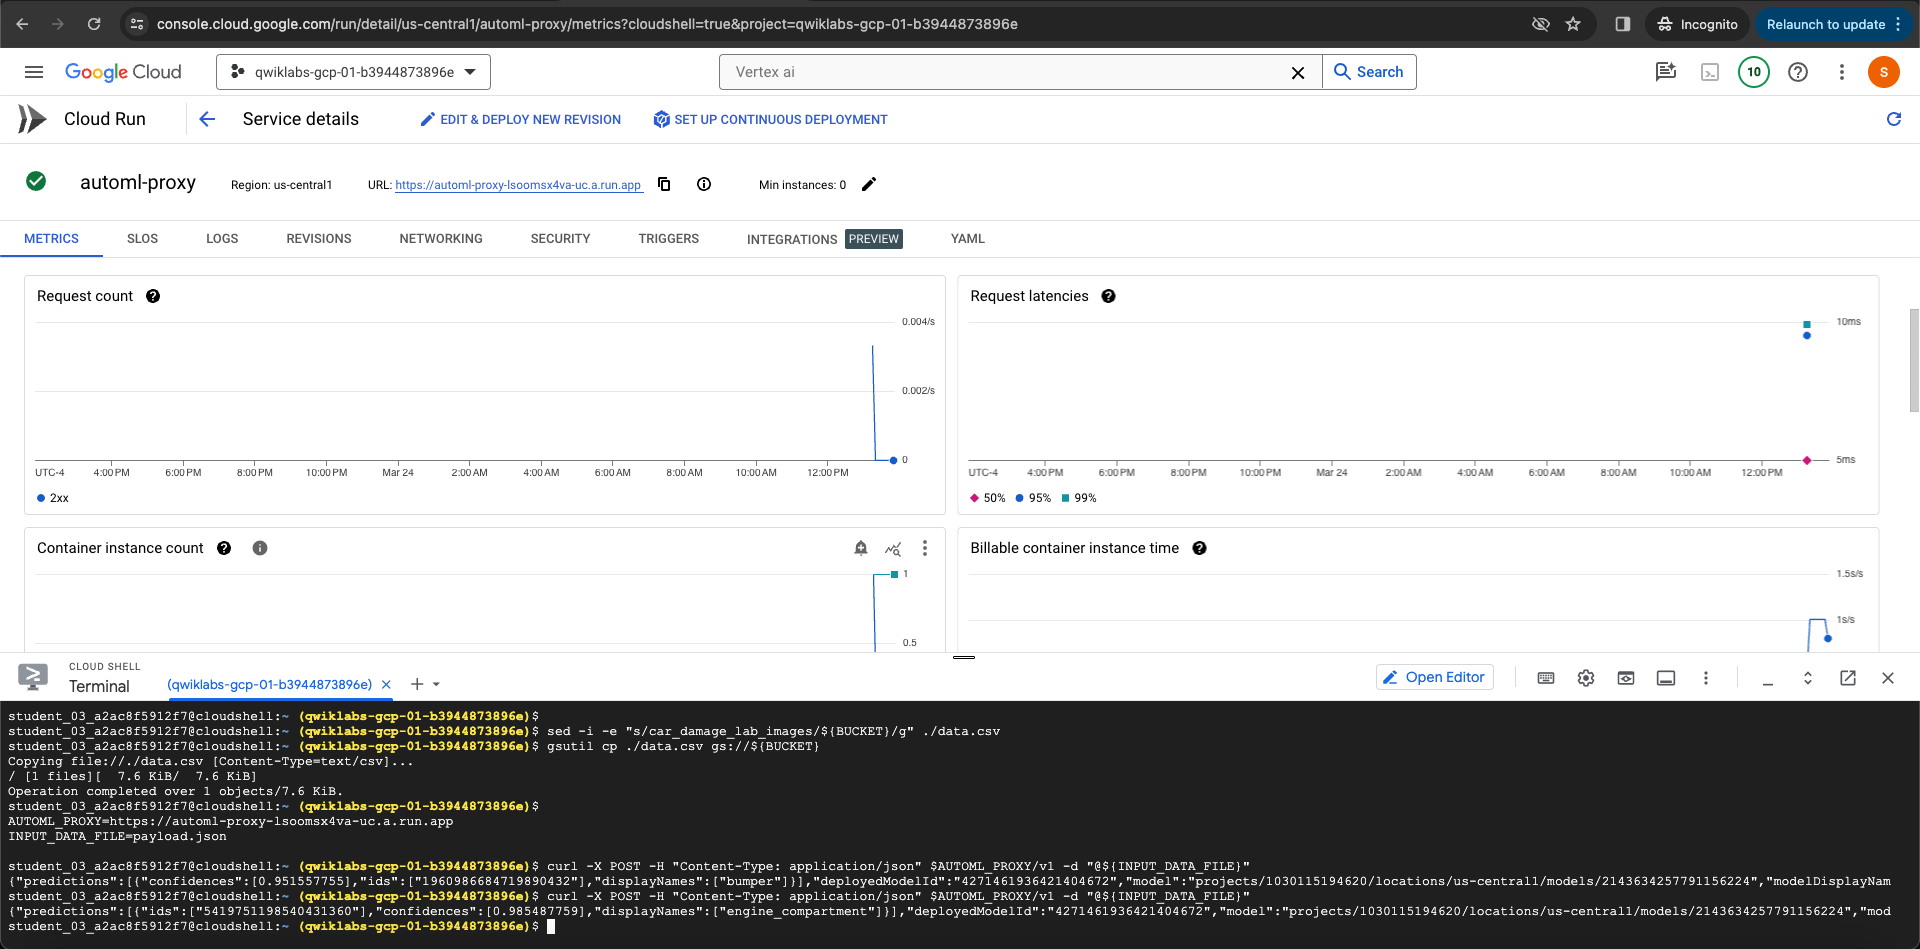 console.cloud.google.com/run/detail/us-central1/automl-proxy/metrics?cloudshell=true&project=qwiklabs-gcp-01-b3944873896e
Incognito
Relaunch to update
Google Cloud
qwiklabs-gcp-01-b3944873896e
Vertex ai
Search
10
S
Cloud Run
Service details
EDIT & DEPLOY NEW REVISION
SET UP CONTINUOUS DEPLOYMENT
automl-proxy
Region: us-central1
URL: https://automl-proxy-lsoomsx4va-uc.a.run.app
Min instances: 0
METRICS
SLOS
LOGS
REVISIONS
NETWORKING
SECURITY
TRIGGERS
INTEGRATIONS PREVIEW
YAML
Request count
0.004/s
0.002/s
0
UTC-4 4:00 PM 6:00 PM 8:00 PM 10:00 PM Mar 24 2:00 AM 4:00 AM 6:00 AM 8:00 AM 10:00 AM 12:00 PM
2xx
Request latencies
10ms
5ms
UTC-4 4:00 PM 6:00 PM 8:00 PM 10:00 PM Mar 24 2:00 AM 4:00 AM 6:00 AM 8:00 AM 10:00 AM 12:00 PM
50% 95% 99%
Container instance count
1
0.5
Billable container instance time
1.5s/s
1s/s
CLOUD SHELL
Terminal
(qwiklabs-gcp-01-b3944873896e)
Open Editor
student_03_a2ac8f5912f7@cloudshell:~ (qwiklabs-gcp-01-b3944873896e)$
student_03_a2ac8f5912f7@cloudshell:~ (qwiklabs-gcp-01-b3944873896e)$ sed -i -e "s/car_damage_lab_images/${BUCKET}/g" ./data.csv
student_03_a2ac8f5912f7@cloudshell:~ (qwiklabs-gcp-01-b3944873896e)$ gsutil cp ./data.csv gs://${BUCKET}
Copying file://./data.csv [Content-Type=text/csv]...
/ [1 files][  7.6 KiB/  7.6 KiB]
Operation completed over 1 objects/7.6 KiB.
student_03_a2ac8f5912f7@cloudshell:~ (qwiklabs-gcp-01-b3944873896e)$
AUTOML_PROXY=https://automl-proxy-lsoomsx4va-uc.a.run.app
INPUT_DATA_FILE=payload.json
student_03_a2ac8f5912f7@cloudshell:~ (qwiklabs-gcp-01-b3944873896e)$ curl -X POST -H "Content-Type: application/json" $AUTOML_PROXY/v1 -d "@${INPUT_DATA_FILE}"
{"predictions":[{"confidences":[0.951557755],"ids":["1960986684719890432"],"displayNames":["bumper"]}],"deployedModelId":"4271461936421404672","model":"projects/1030115194620/locations/us-central1/models/2143634257791156224","modelDisplayNam
student_03_a2ac8f5912f7@cloudshell:~ (qwiklabs-gcp-01-b3944873896e)$ curl -X POST -H "Content-Type: application/json" $AUTOML_PROXY/v1 -d "@${INPUT_DATA_FILE}"
{"predictions":[{"ids":["5419751198540431360"],"confidences":[0.985487759],"displayNames":["engine_compartment"]}],"deployedModelId":"4271461936421404672","model":"projects/1030115194620/locations/us-central1/models/2143634257791156224","mod
student_03_a2ac8f5912f7@cloudshell:~ (qwiklabs-gcp-01-b3944873896e)$